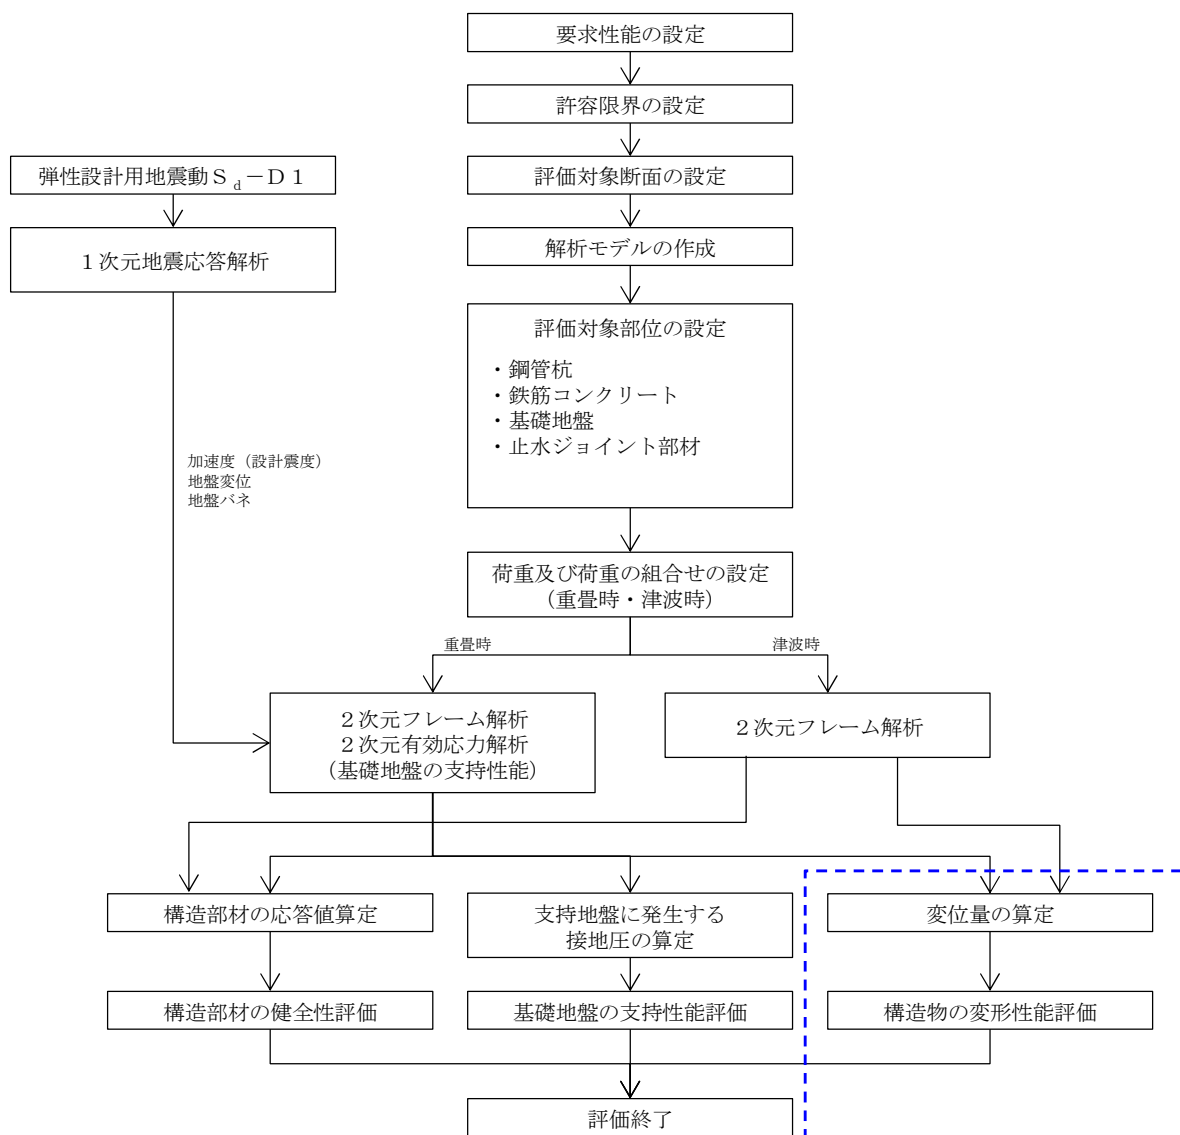 要求性能の設定
許容限界の設定
弾性設計用地震動Ｓd－Ｄ１
評価対象断面の設定
１次元地震応答解析
解析モデルの作成
評価対象部位の設定
・鋼管杭
・鉄筋コンクリート
・基礎地盤
・止水ジョイント部材
加速度（設計震度）
地盤変位
地盤バネ
荷重及び荷重の組合せの設定
（重畳時・津波時）
重畳時
津波時
２次元フレーム解析
２次元有効応力解析
（基礎地盤の支持性能）
２次元フレーム解析
構造部材の応答値算定
支持地盤に発生する
接地圧の算定
変位量の算定
構造部材の健全性評価
基礎地盤の支持性能評価
構造物の変形性能評価
評価終了